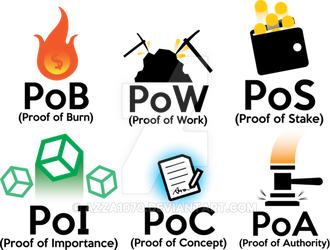 PoB
(Proof of Burn)
PoW
(Proof of Work)
PoS
(Proof of Stake)
PoI
(Proof of Importance)
PoC
(Proof of Concept)
PoA
(Proof of Authority)